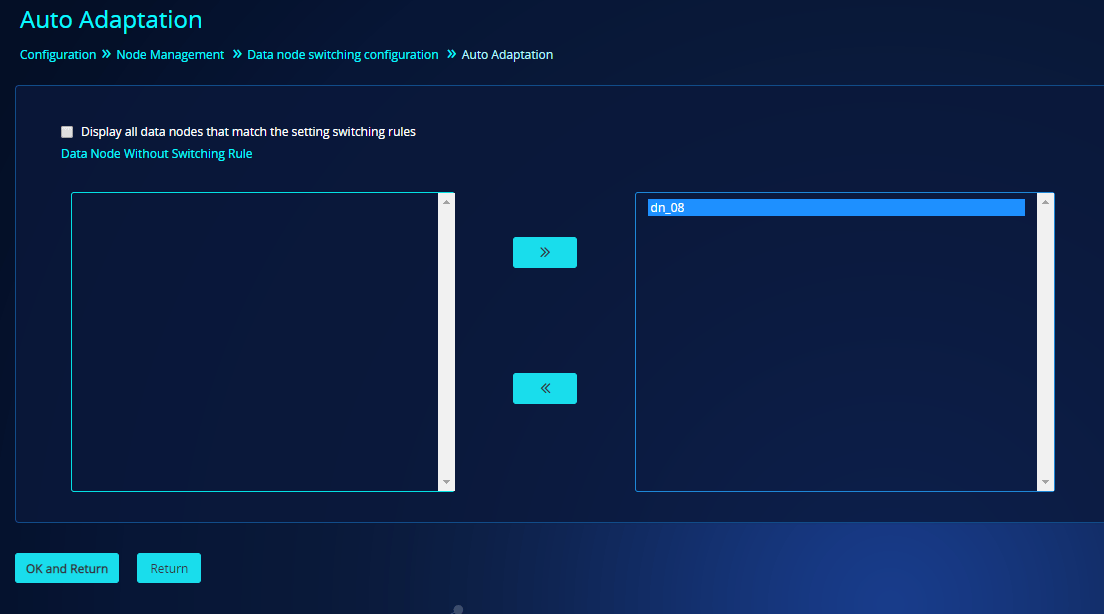 Auto Adaptation
Configuration » Node Management » Data node switching configuration » Auto Adaptation
Display all data nodes that match the setting switching rules
Data Node Without Switching Rule
dn_08
»
«
OK and Return
Return